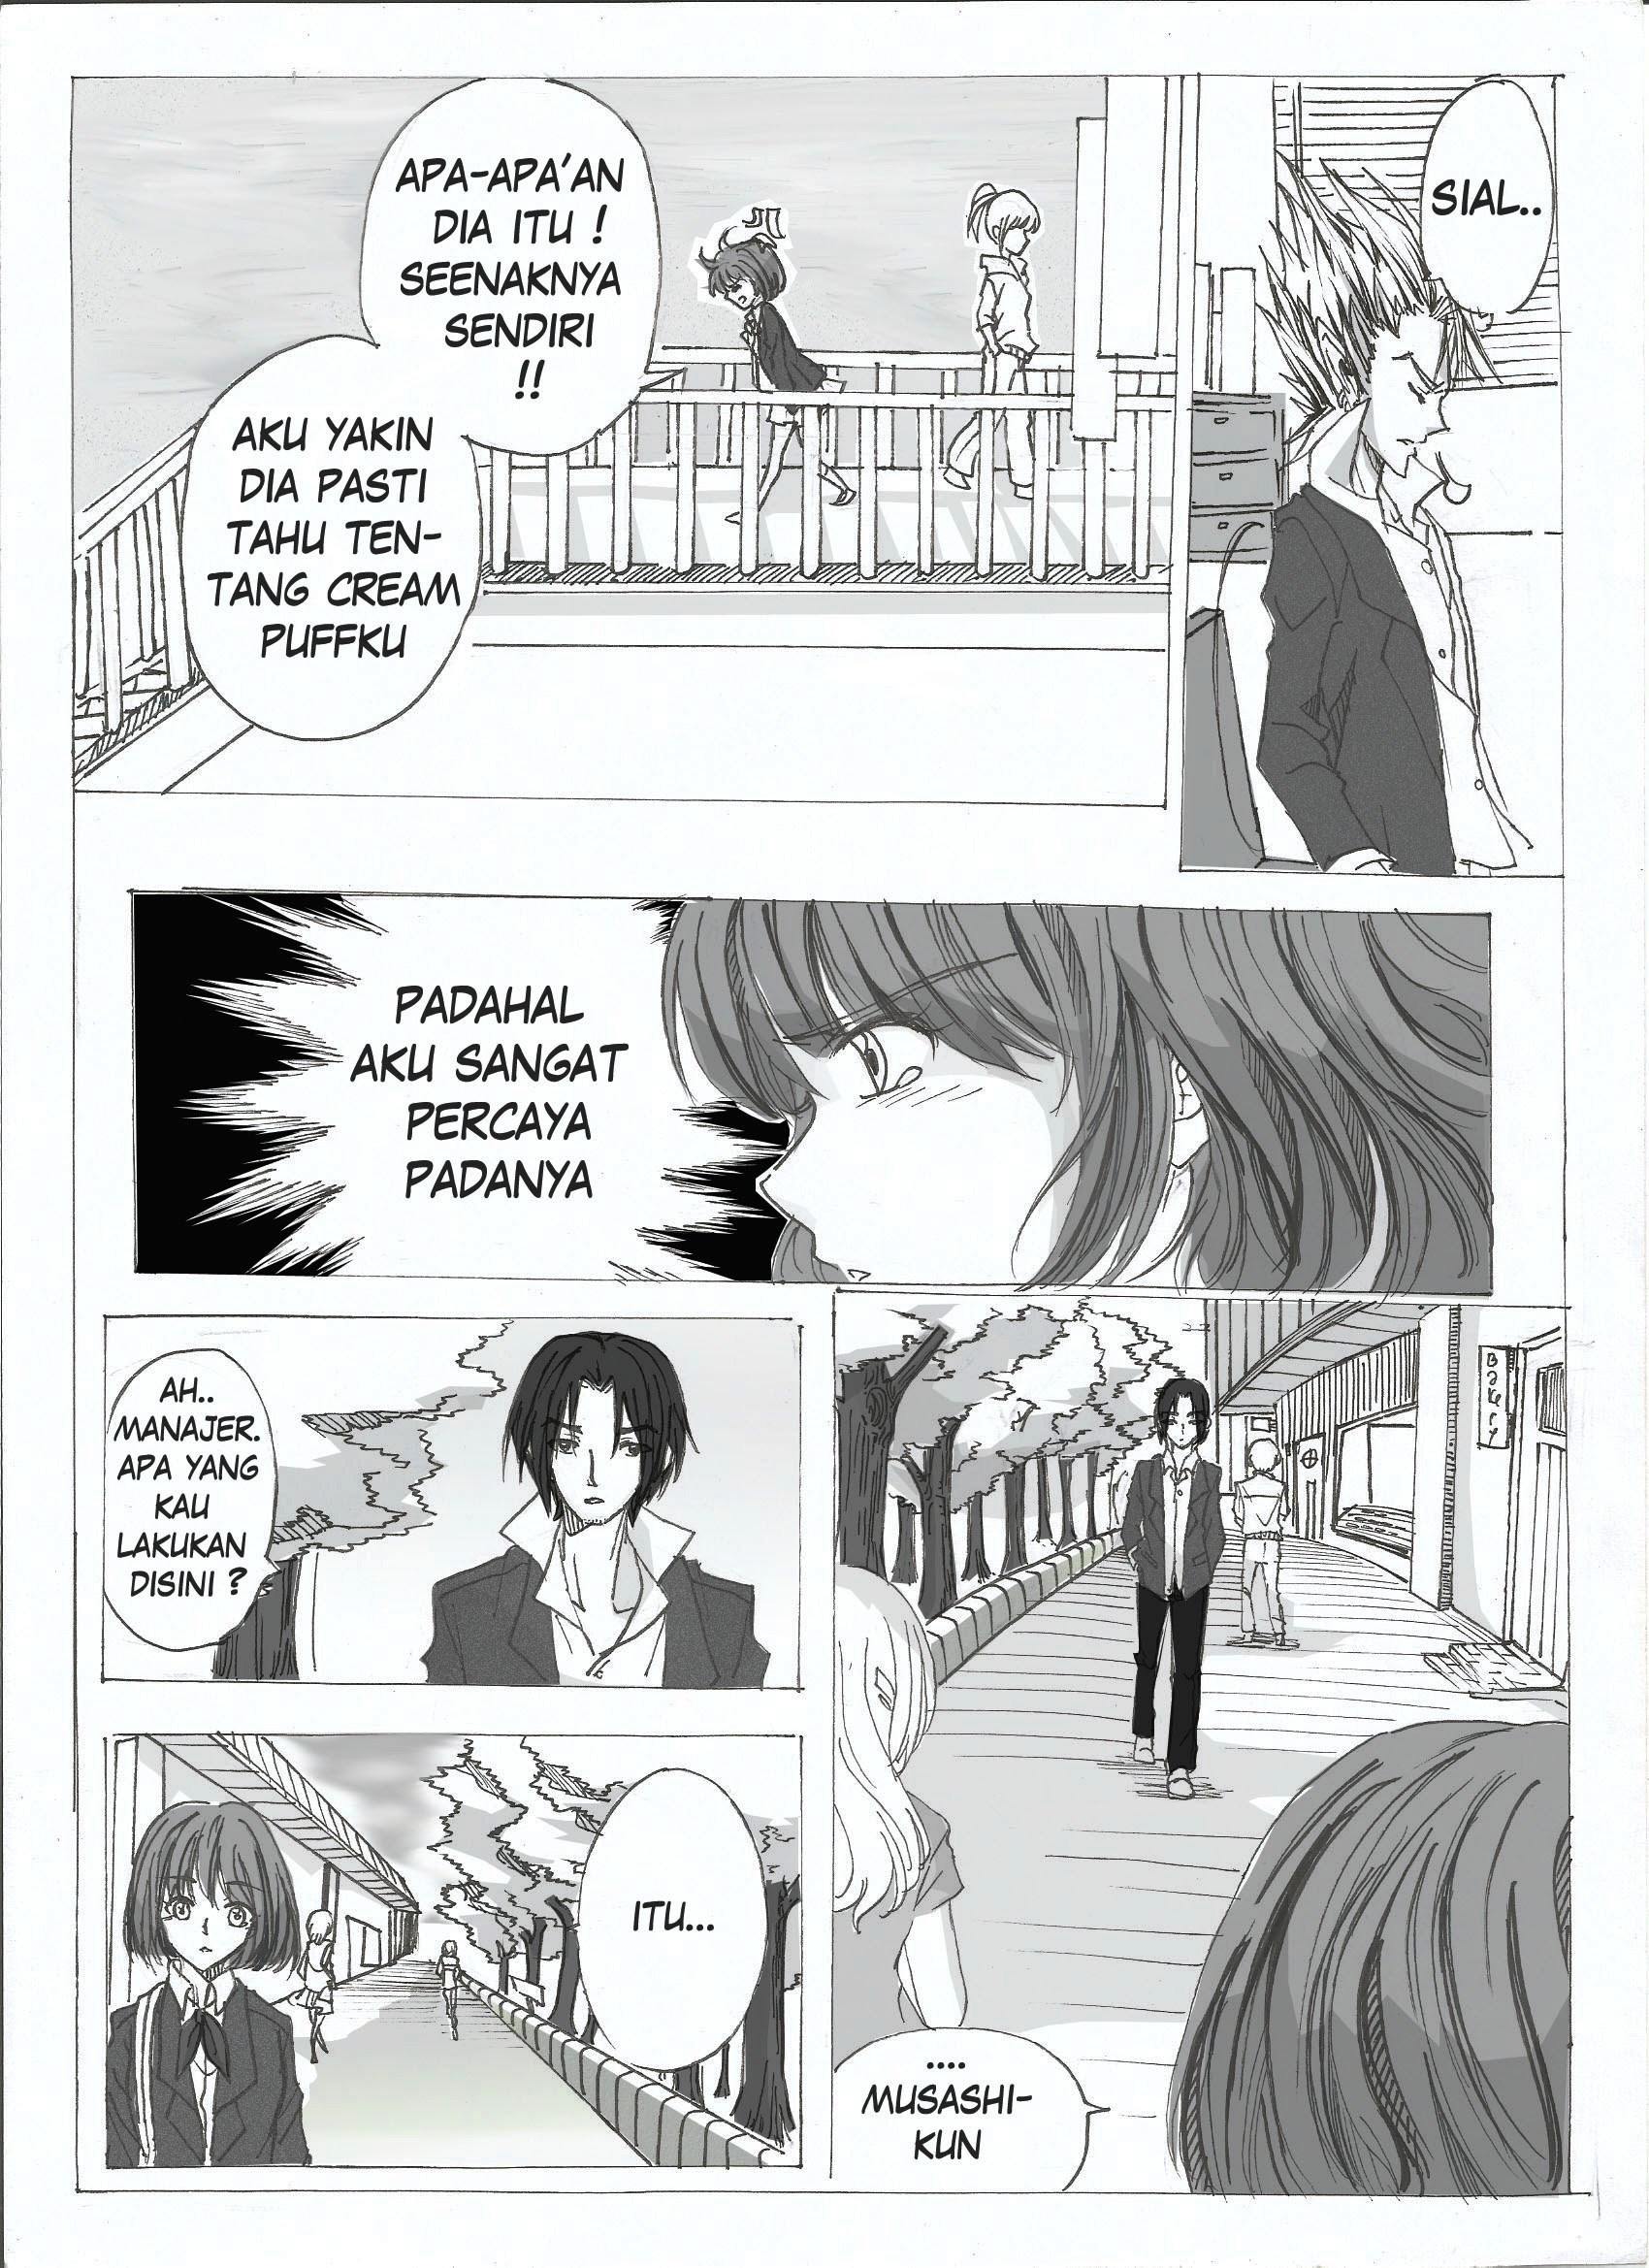 SIAL..
APA-APA'AN
DIA ITU !
SEENAKNYA
SENDIRI
!!
AKU YAKIN
DIA PASTI
TAHU TEN-
TANG CREAM
PUFFKU
PADAHAL
AKU SANGAT
PERCAYA
PADANYA
Bakery
....
MUSASHI-
KUN
AH..
MANAJER.
APA YANG
KAU
LAKUKAN
DISINI ?
ITU...